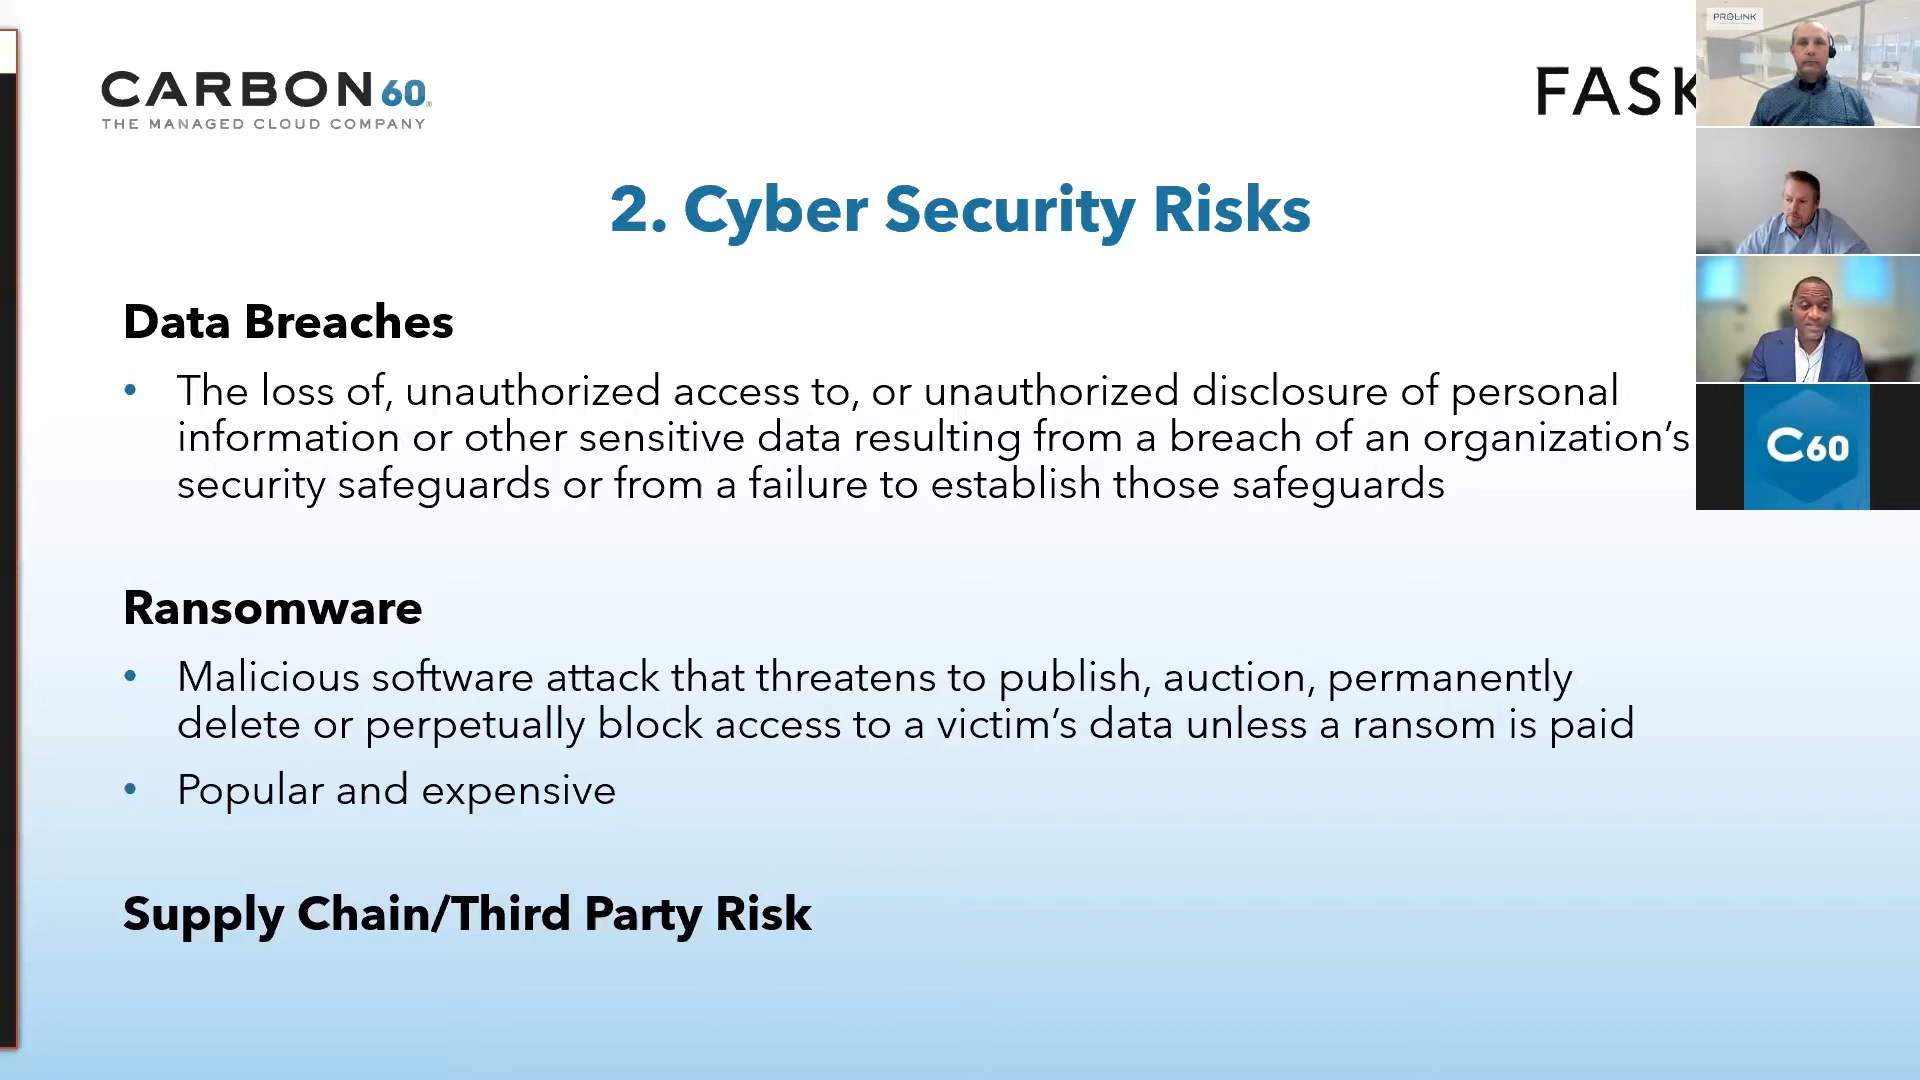 CARBON60
THE MANAGED CLOUD COMPANY
FASK
PROLINK
2. Cyber Security Risks
Data Breaches
• The loss of, unauthorized access to, or unauthorized disclosure of personal
information or other sensitive data resulting from a breach of an organization’s
security safeguards or from a failure to establish those safeguards
C60
Ransomware
• Malicious software attack that threatens to publish, auction, permanently
delete or perpetually block access to a victim’s data unless a ransom is paid
• Popular and expensive
Supply Chain/Third Party Risk